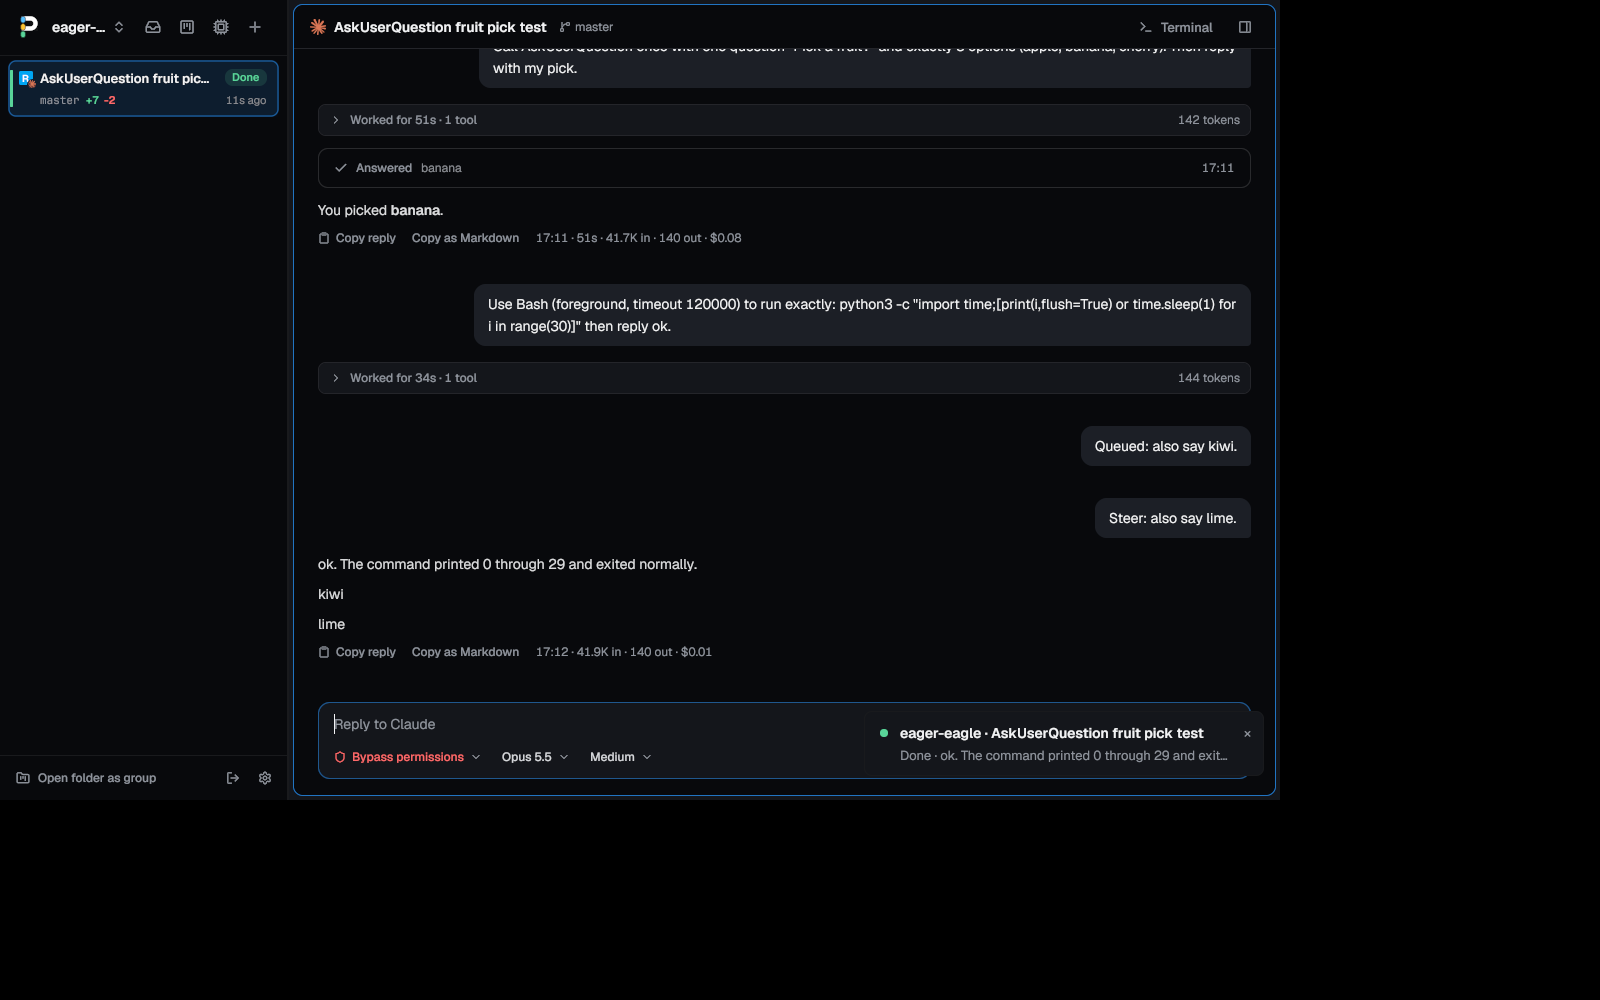 eager-...
AskUserQuestion fruit pic...
Done
master +7 -2
11s ago
Open folder as group
AskUserQuestion fruit pick test
master
Terminal
with my pick.
Worked for 51s · 1 tool
142 tokens
Answered banana
17:11
You picked banana.
Copy reply
Copy as Markdown
17:11 · 51s · 41.7K in · 140 out · $0.08
Use Bash (foreground, timeout 120000) to run exactly: python3 -c "import time;[print(i,flush=True) or time.sleep(1) for
i in range(30)]" then reply ok.
Worked for 34s · 1 tool
144 tokens
Queued: also say kiwi.
Steer: also say lime.
ok. The command printed 0 through 29 and exited normally.
kiwi
lime
Copy reply
Copy as Markdown
17:12 · 41.9K in · 140 out · $0.01
Reply to Claude
Bypass permissions
Opus 5.5
Medium
eager-eagle · AskUserQuestion fruit pick test
Done · ok. The command printed 0 through 29 and exit...